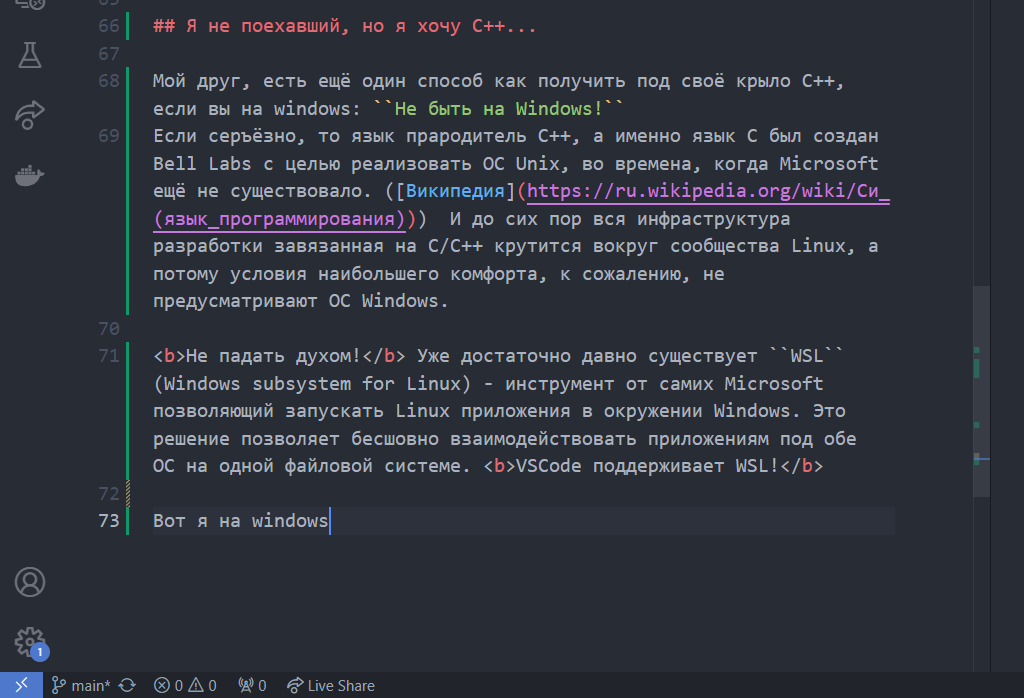 65
66 ## Я не поехавший, но я хочу C++...
67
68 Мой друг, есть ещё один способ как получить под своё крыло C++,
если вы на windows: ``Не быть на Windows!``
69 Если серъёзно, то язык прародитель C++, а именно язык C был создан
Bell Labs с целью реализовать ОС Unix, во времена, когда Microsoft
ещё не существовало. ([Википедия](https://ru.wikipedia.org/wiki/Си_
(язык_программирования)))  И до сих пор вся инфраструктура
разработки завязанная на C/C++ крутится вокруг сообщества Linux, а
потому условия наибольшего комфорта, к сожалению, не
предусматривают ОС Windows.
70
71 <b>Не падать духом!</b> Уже достаточно давно существует ``WSL``
(Windows subsystem for Linux) - инструмент от самих Microsoft
позволяющий запускать Linux приложения в окружении Windows. Это
решение позволяет бесшовно взаимодействовать приложениям под обе
ОС на одной файловой системе. <b>VSCode поддерживает WSL!</b>
72
73 Вот я на windows
1
main* 0 0 0 Live Share